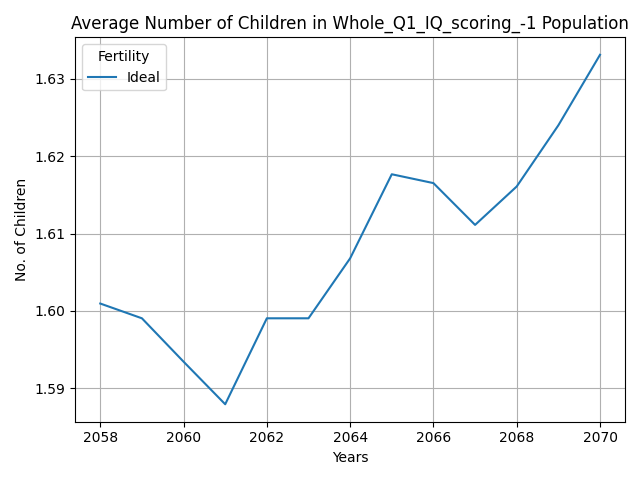 Average Number of Children in Whole_Q1_IQ_scoring_-1 Population
Fertility
Ideal
1.63
1.62
1.61
1.60
1.59
No. of Children
2058
2060
2062
2064
2066
2068
2070
Years